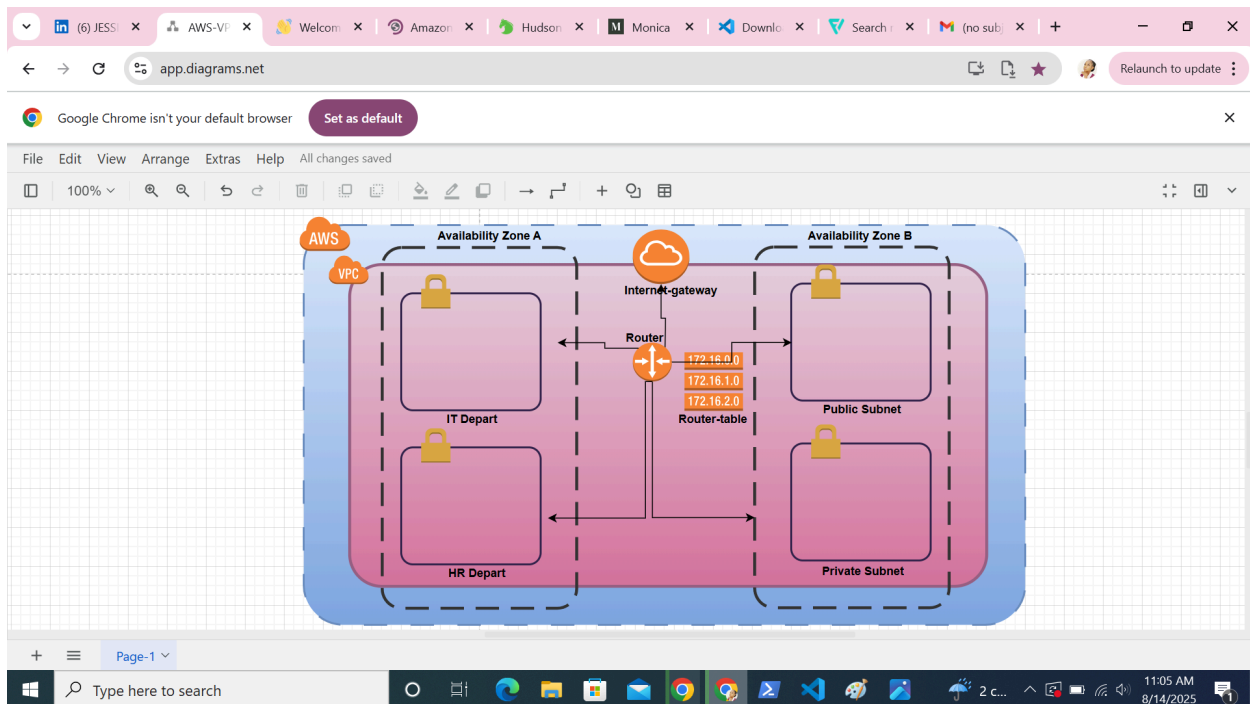 (6) JESS
AWS-VP
Welcom
Amazon
Hudson
Monica
Downlo
Search r
(no sub
app.diagrams.net
Relaunch to update
Google Chrome isn't your default browser
Set as default
File Edit View Arrange Extras Help All changes saved
100%
AWS
Availability Zone A
Availability Zone B
VPC
Internet-gateway
Router
172.16.0.0
172.16.1.0
172.16.2.0
Router-table
IT Depart
Public Subnet
HR Depart
Private Subnet
Page-1
Type here to search
2 c...
11:05 AM
8/14/2025
1